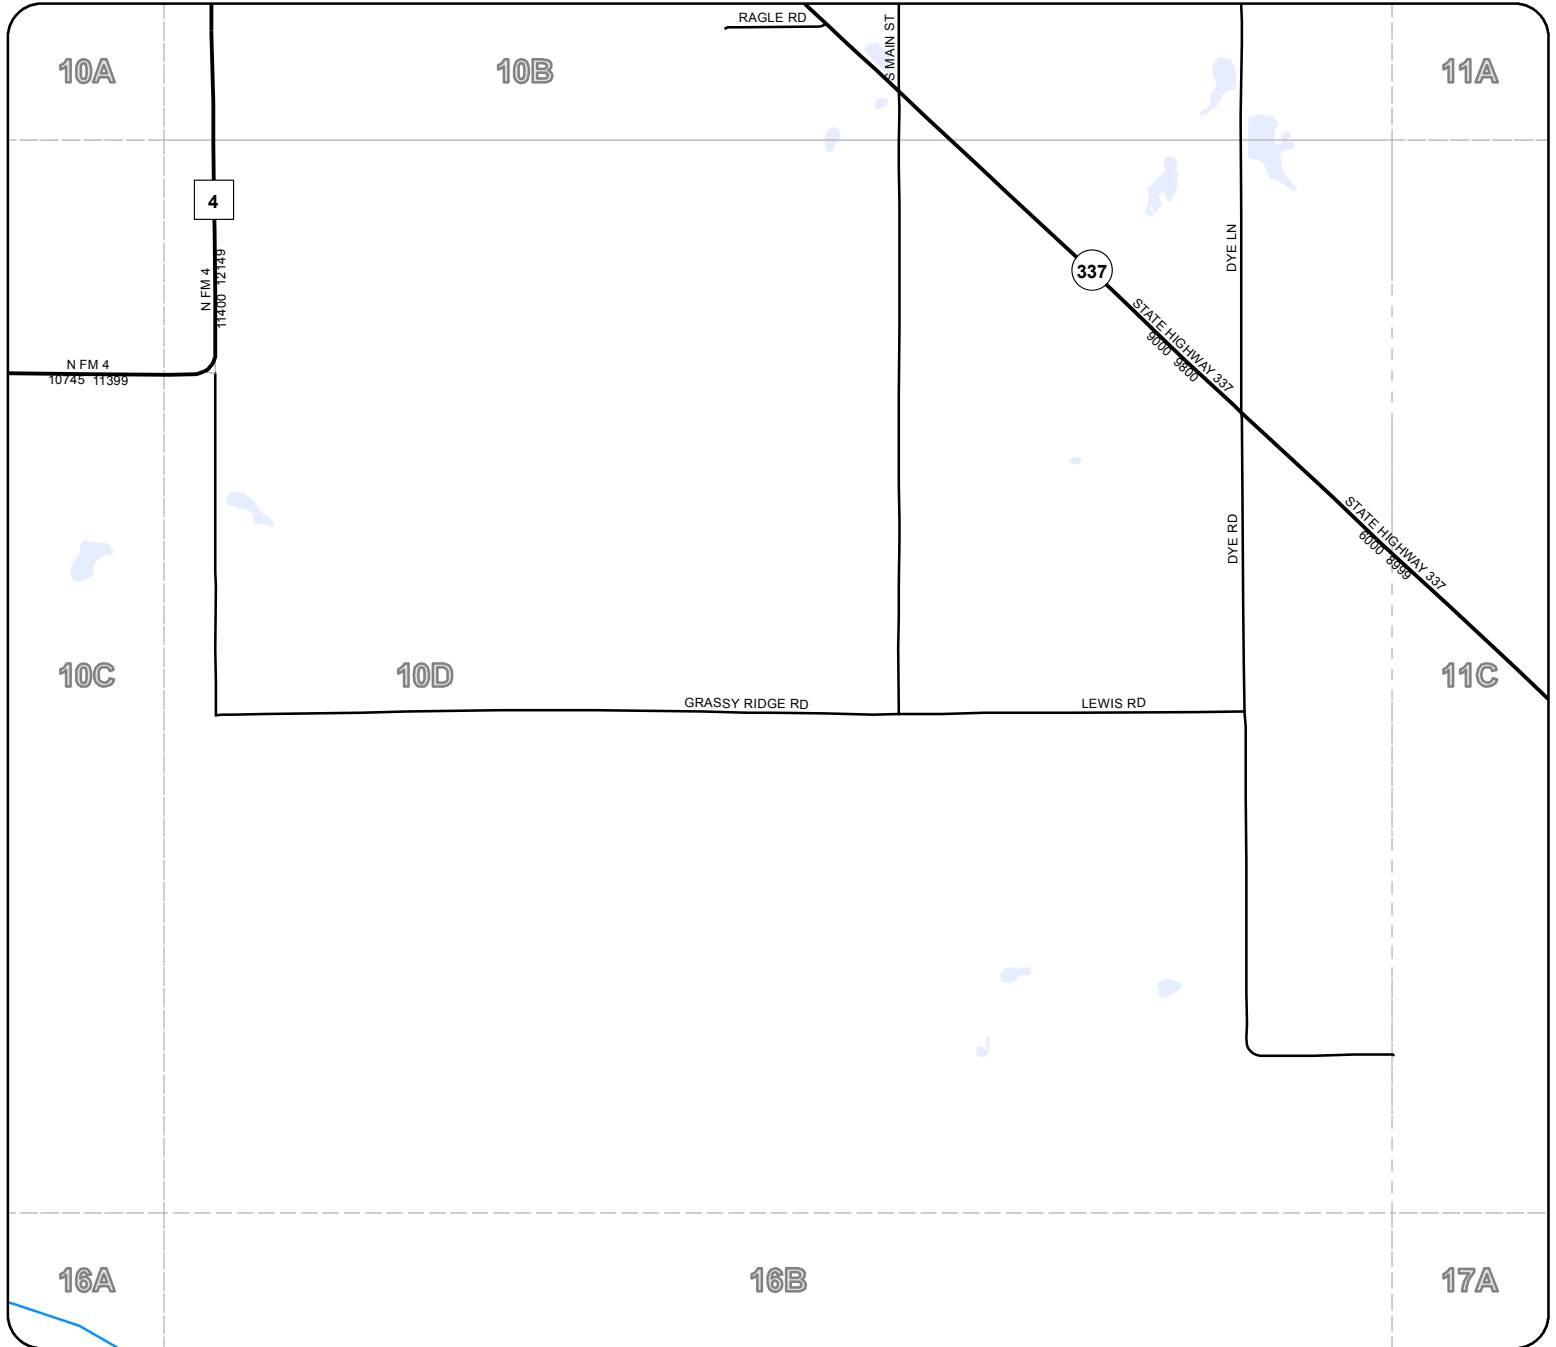 RAGLE RD
S MAIN ST
10A
10B
11A
4
N FM 4
11400 12149
DYE LN
337
STATE HIGHWAY 337
9000 9800
N FM 4
10745 11399
DYE RD
STATE HIGHWAY 337
6000 8999
10C
10D
11C
GRASSY RIDGE RD
LEWIS RD
16A
16B
17A